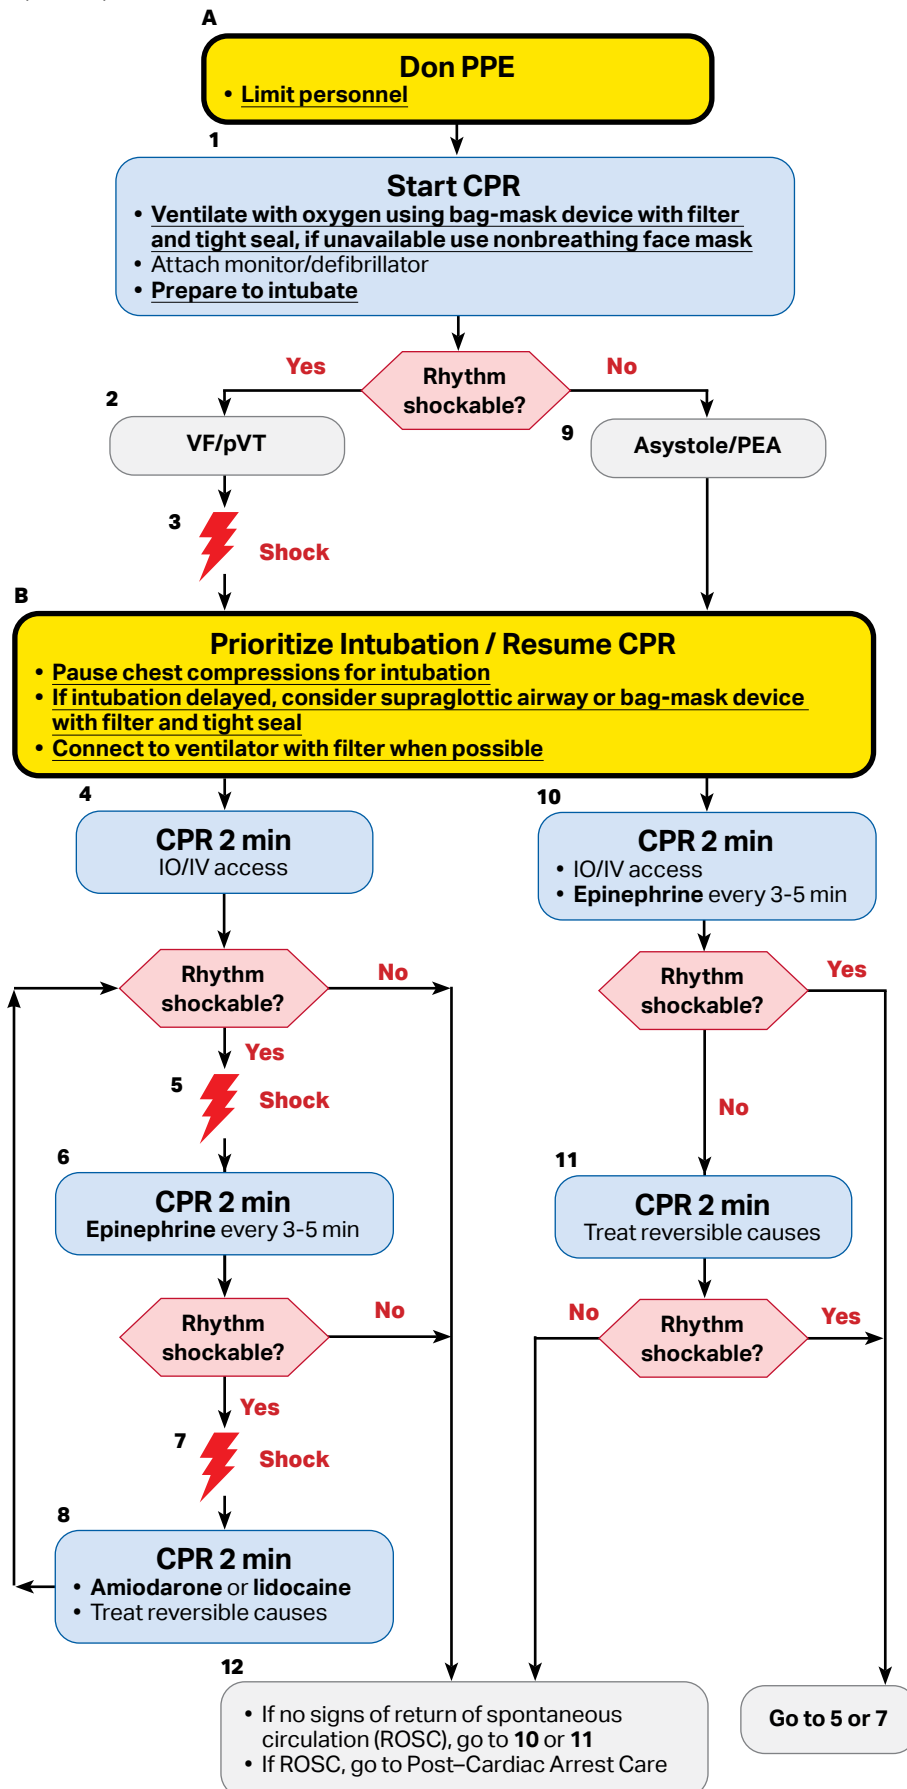 A
Don PPE
• Limit personnel
1
Start CPR
• Ventilate with oxygen using bag-mask device with filter
and tight seal, if unavailable use nonbreathing face mask
• Attach monitor/defibrillator
• Prepare to intubate
Rhythm
shockable?
Yes
No
2
VF/pVT
9
Asystole/PEA
3
Shock
B
Prioritize Intubation / Resume CPR
• Pause chest compressions for intubation
• If intubation delayed, consider supraglottic airway or bag-mask device
with filter and tight seal
• Connect to ventilator with filter when possible
4
CPR 2 min
IO/IV access
10
CPR 2 min
• IO/IV access
• Epinephrine every 3-5 min
Rhythm
shockable?
No
Yes
Rhythm
shockable?
Yes
No
5
Shock
6
CPR 2 min
Epinephrine every 3-5 min
11
CPR 2 min
Treat reversible causes
Rhythm
shockable?
No
Yes
No
Rhythm
shockable?
Yes
7
Shock
8
CPR 2 min
• Amiodarone or lidocaine
• Treat reversible causes
12
• If no signs of return of spontaneous
circulation (ROSC), go to 10 or 11
• If ROSC, go to Post–Cardiac Arrest Care
Go to 5 or 7